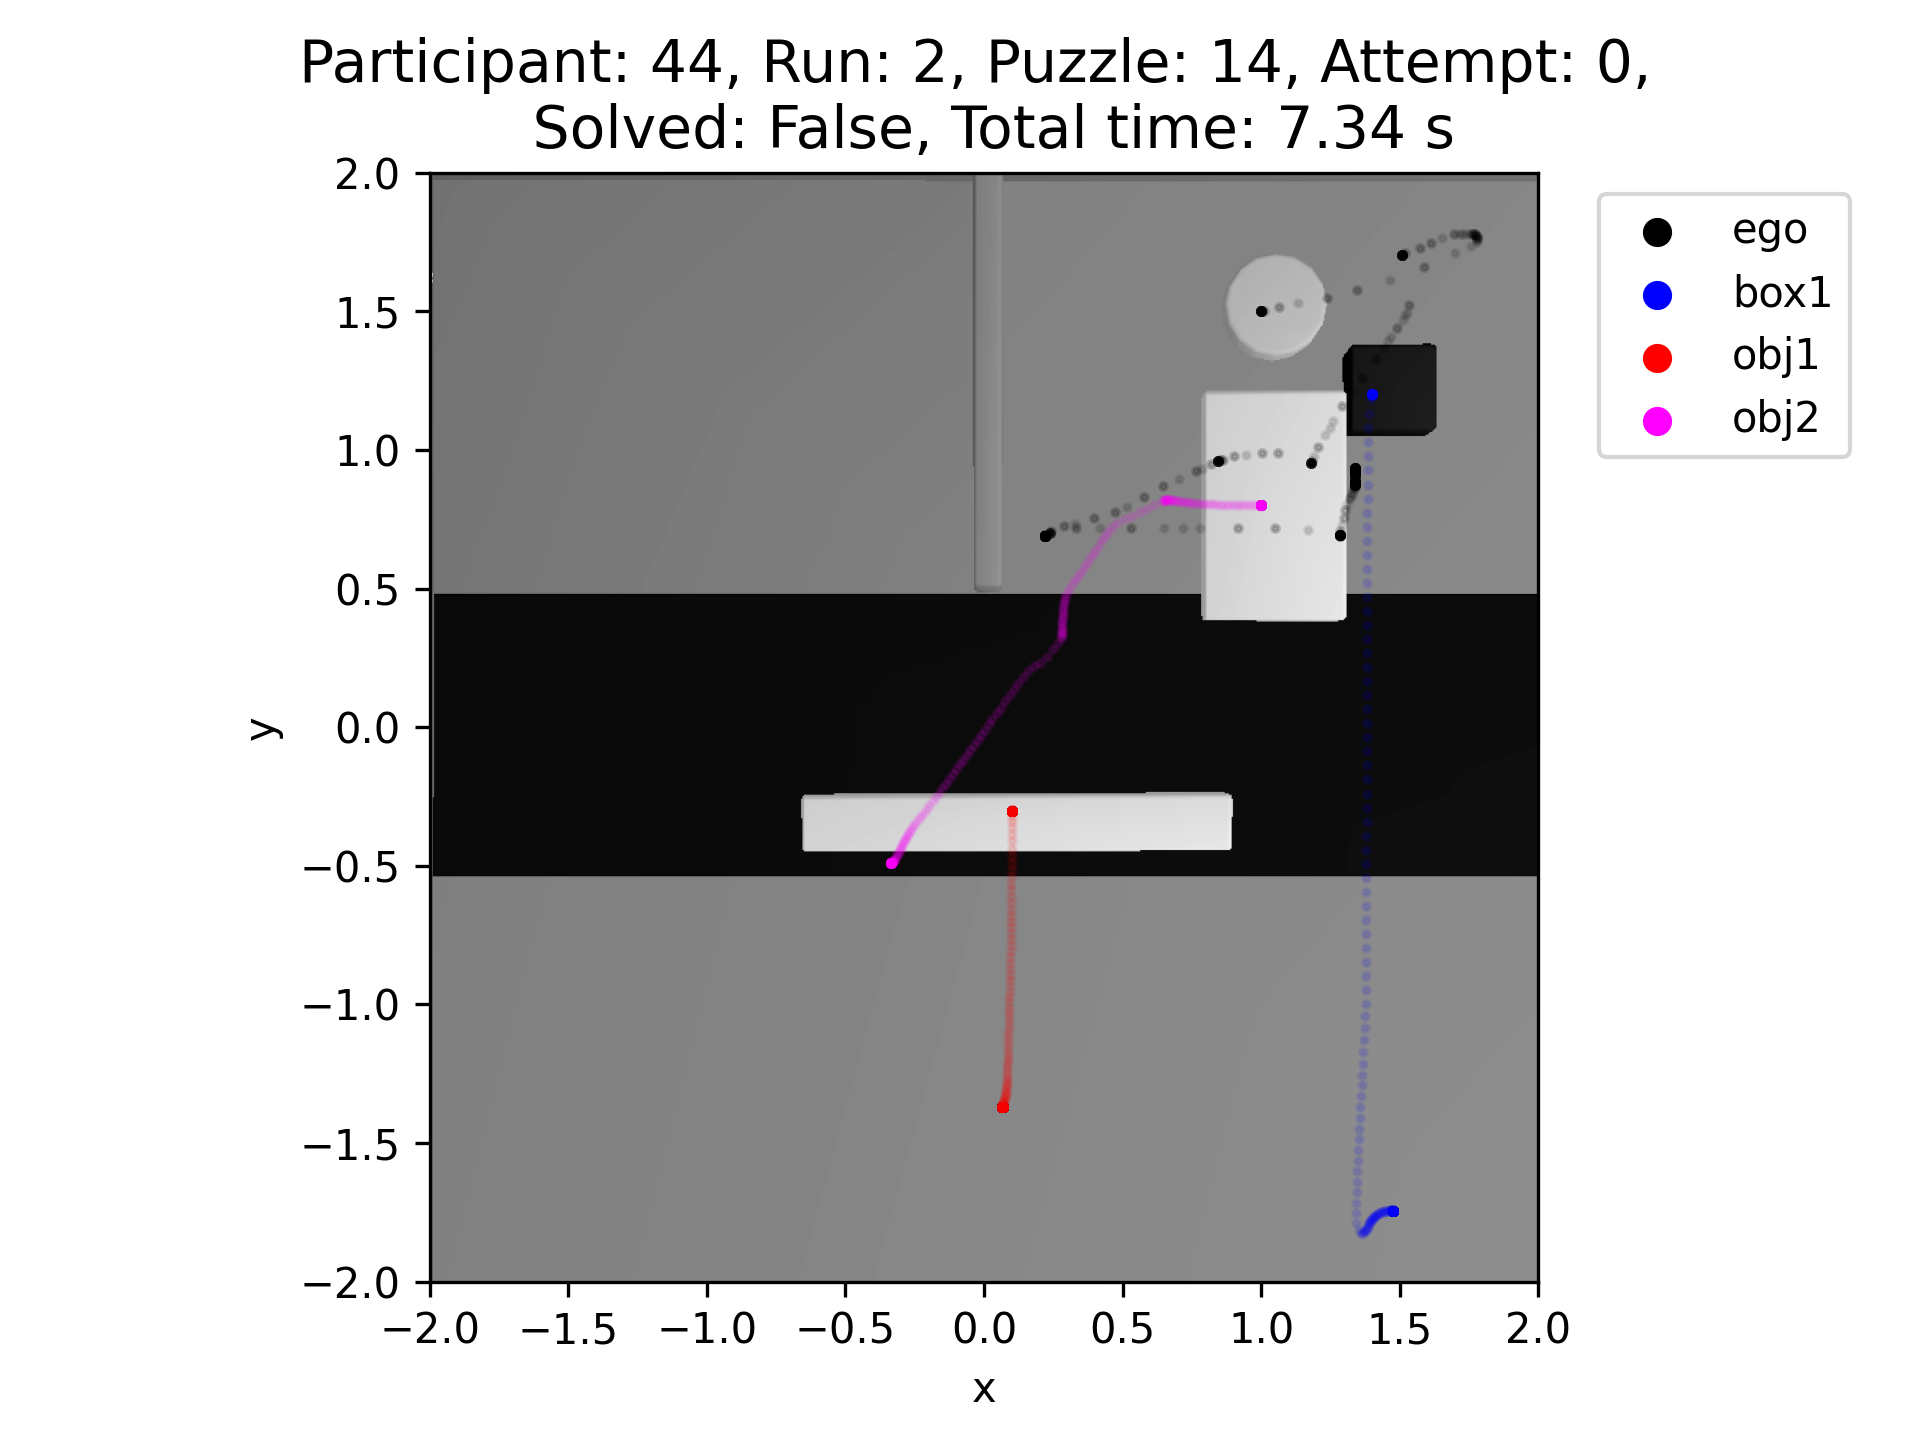 Participant: 44, Run: 2, Puzzle: 14, Attempt: 0,
Solved: False, Total time: 7.34 s
2.0
1.5
1.0
0.5
0.0
−0.5
−1.0
−1.5
−2.0
y
−2.0 −1.5 −1.0 −0.5 0.0 0.5 1.0 1.5 2.0
x
ego
box1
obj1
obj2